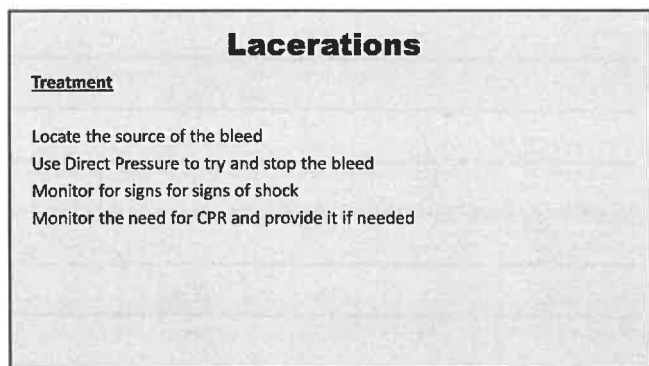 Lacerations
Treatment
Locate the source of the bleed
Use Direct Pressure to try and stop the bleed
Monitor for signs for signs of shock
Monitor the need for CPR and provide it if needed